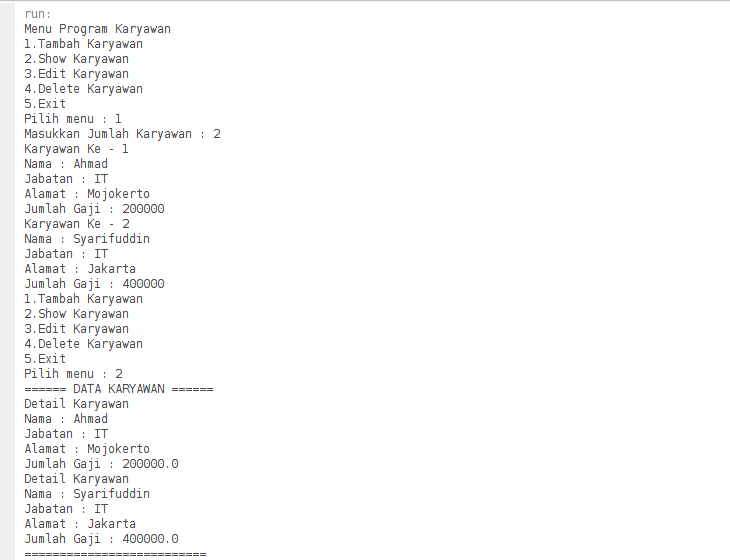 run:
Menu Program Karyawan
1.Tambah Karyawan
2.Show Karyawan
3.Edit Karyawan
4.Delete Karyawan
5.Exit
Pilih menu : 1
Masukkan Jumlah Karyawan : 2
Karyawan Ke - 1
Nama : Ahmad
Jabatan : IT
Alamat : Mojokerto
Jumlah Gaji : 200000
Karyawan Ke - 2
Nama : Syarifuddin
Jabatan : IT
Alamat : Jakarta
Jumlah Gaji : 400000
1.Tambah Karyawan
2.Show Karyawan
3.Edit Karyawan
4.Delete Karyawan
5.Exit
Pilih menu : 2
====== DATA KARYAWAN ======
Detail Karyawan
Nama : Ahmad
Jabatan : IT
Alamat : Mojokerto
Jumlah Gaji : 200000.0
Detail Karyawan
Nama : Syarifuddin
Jabatan : IT
Alamat : Jakarta
Jumlah Gaji : 400000.0
==========================